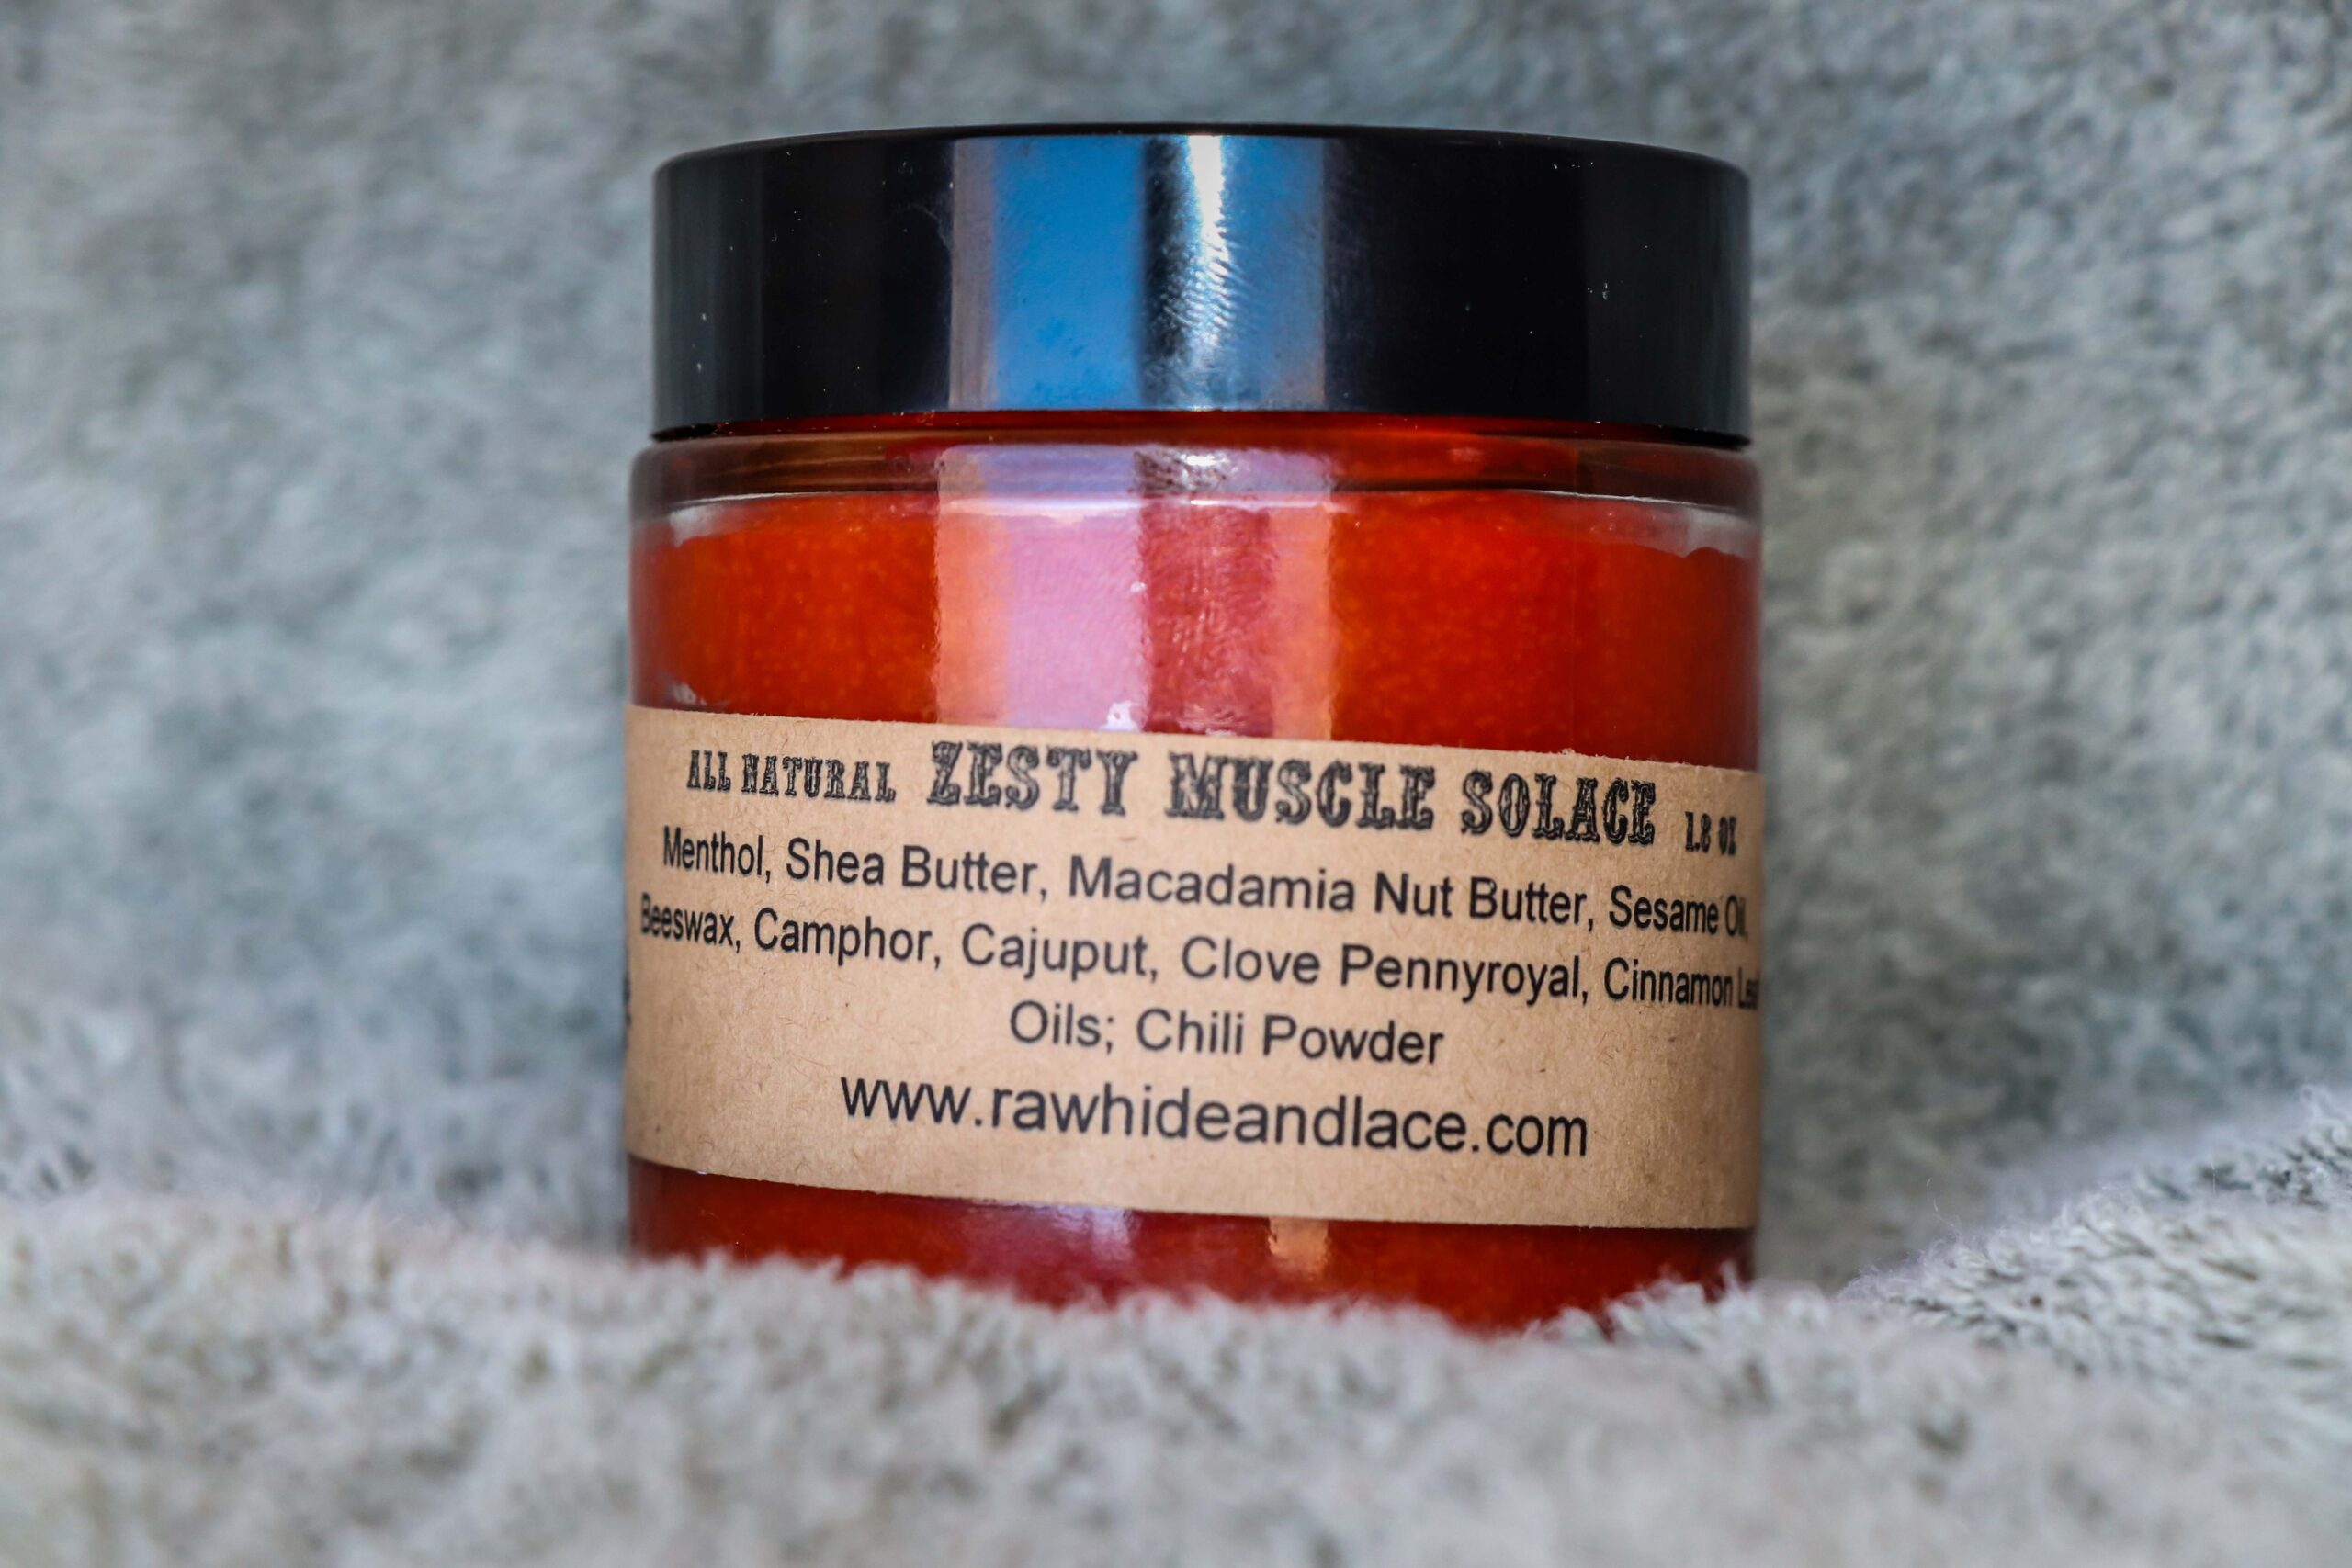 ALL NATURAL ZESTY MUSCLE SOLACE 1.8 OZ
Menthol, Shea Butter, Macadamia Nut Butter, Sesame Oil,
Beeswax, Camphor, Cajuput, Clove Pennyroyal, Cinnamon Leaf
Oils; Chili Powder
www.rawhideandlace.com